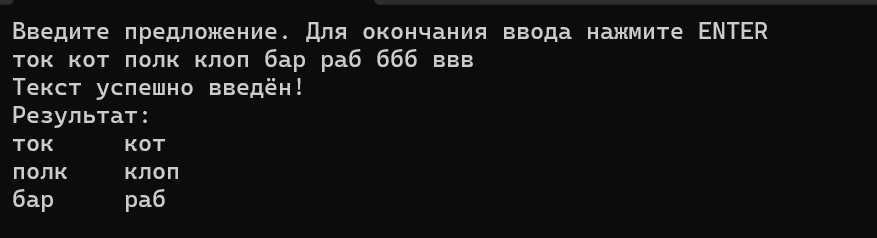 Введите предложение. Для окончания ввода нажмите ENTER
ток кот полк клоп бар раб ббб ввв
Текст успешно введён!
Результат:
ток     кот
полк    клоп
бар     раб